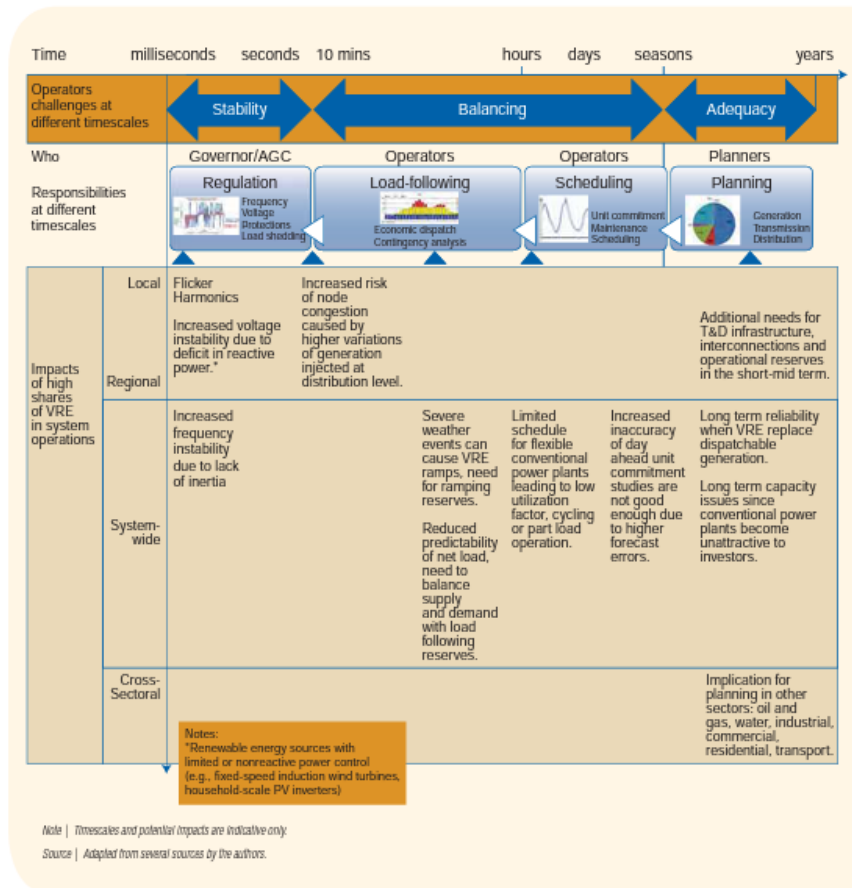 Time milliseconds seconds 10 mins hours days seasons years
Operators
challenges at
different timescales
Stability Balancing Adequacy
Who Governor/AGC Operators Operators Planners
Responsibilities
at different
timescales
Regulation
Frequency
Voltage
Protections
Load shedding
Load-following
Economic dispatch
Contingency analysis
Scheduling
Unit commitment
Maintenance
Scheduling
Planning
Generation
Transmission
Distribution
Impacts
of high
shares
of VRE
in system
operations
Local
Regional
Flicker
Harmonics
Increased voltage
instability due to
deficit in reactive
power.*
Increased risk
of node
congestion
caused by
higher variations
of generation
injected at
distribution level.
Additional needs for
T&D infrastructure,
interconnections and
operational reserves
in the short-mid term.
System-
wide
Increased
frequency
instability
due to lack
of inertia
Severe
weather
events can
cause VRE
ramps, need
for ramping
reserves.
Reduced
predictability
of net load,
need to
balance
supply
and demand
with load
following
reserves.
Limited
schedule
for flexible
conventional
power plants
leading to low
utilization
factor, cycling
or part load
operation.
Increased
inaccuracy
of day
ahead unit
commitment
studies are
not good
enough due
to higher
forecast
errors.
Long term reliability
when VRE replace
dispatchable
generation.
Long term capacity
issues since
conventional power
plants become
unattractive to
investors.
Cross-
Sectoral
Implication for
planning in other
sectors: oil and
gas, water, industrial,
commercial,
residential, transport.
Notes:
*Renewable energy sources with
limited or nonreactive power control
(e.g., fixed-speed induction wind turbines,
household-scale PV inverters)
Note | Timescales and potential impacts are indicative only.
Source | Adapted from several sources by the authors.